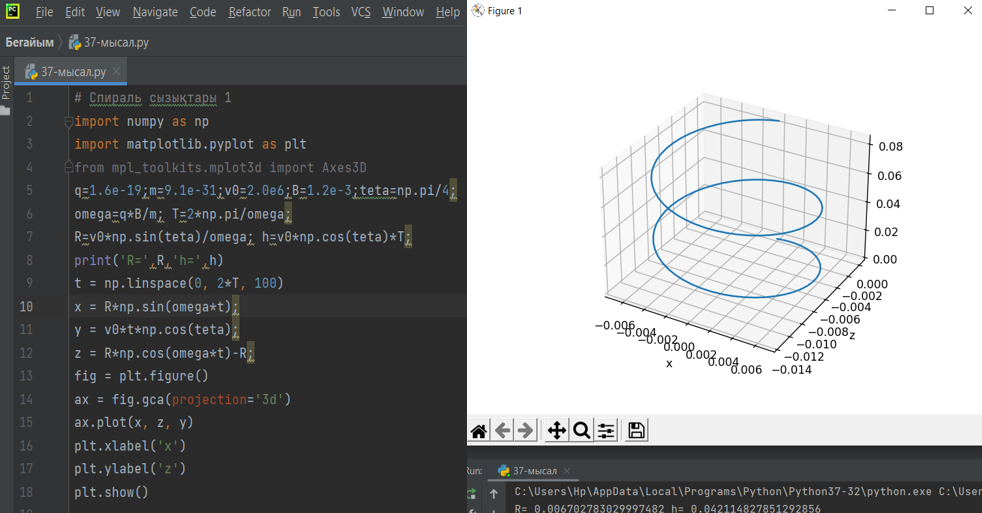 File Edit View Navigate Code Refactor Run Tools VCS Window Help
Бегайым 37-мысал.py
37-мысал.py
Project
1 # Спираль сызықтары 1
2 import numpy as np
3 import matplotlib.pyplot as plt
4 from mpl_toolkits.mplot3d import Axes3D
5 q=1.6e-19;m=9.1e-31;v0=2.0e6;B=1.2e-3;teta=np.pi/4;
6 omega=q*B/m; T=2*np.pi/omega;
7 R=v0*np.sin(teta)/omega; h=v0*np.cos(teta)*T;
8 print('R=',R,'h=',h)
9 t = np.linspace(0, 2*T, 100)
10 x = R*np.sin(omega*t);
11 y = v0*t*np.cos(teta);
12 z = R*np.cos(omega*t)-R;
13 fig = plt.figure()
14 ax = fig.gca(projection='3d')
15 ax.plot(x, z, y)
16 plt.xlabel('x')
17 plt.ylabel('z')
18 plt.show()
Figure 1
0.08
0.06
0.04
0.02
0.00
0.000
−0.002
−0.004
−0.006
−0.008
−0.010
−0.012
−0.014
z
−0.006
−0.004
−0.002
0.000
0.002
0.004
0.006
x
Run: 37-мысал
C:\Users\Hp\AppData\Local\Programs\Python\Python37-32\python.exe C:\Users
R= 0.006702783029997482 h= 0.042114827851292856